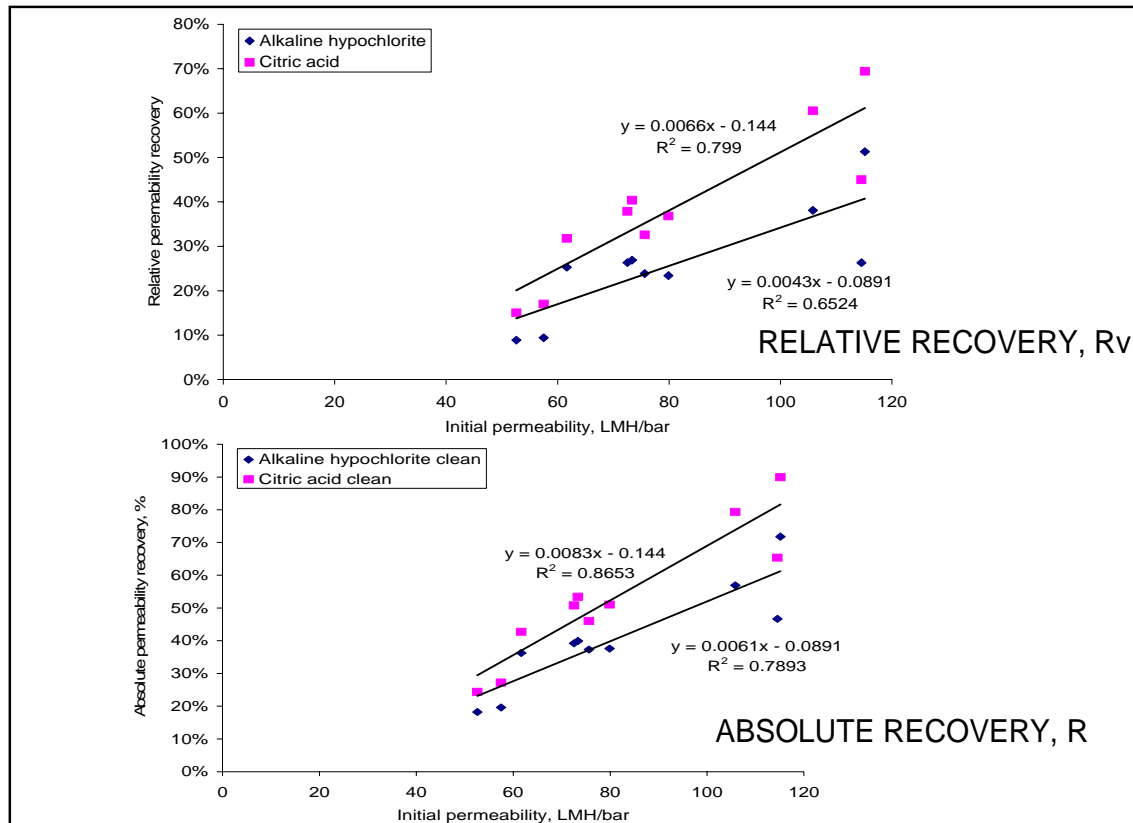 80%
70%
60%
50%
40%
30%
20%
10%
0%
Relative peremability recovery
Alkaline hypochlorite
Citric acid
y = 0.0066x - 0.144
R² = 0.799
y = 0.0043x - 0.0891
R² = 0.6524
RELATIVE RECOVERY, Rv
0 20 40 60 80 100 120
Initial permeability, LMH/bar
100%
90%
80%
70%
60%
50%
40%
30%
20%
10%
0%
Absolute permeability recovery, %
Alkaline hypochlorite clean
Citric acid clean
y = 0.0083x - 0.144
R² = 0.8653
y = 0.0061x - 0.0891
R² = 0.7893
ABSOLUTE RECOVERY, R
0 20 40 60 80 100 120
Initial permeability, LMH/bar